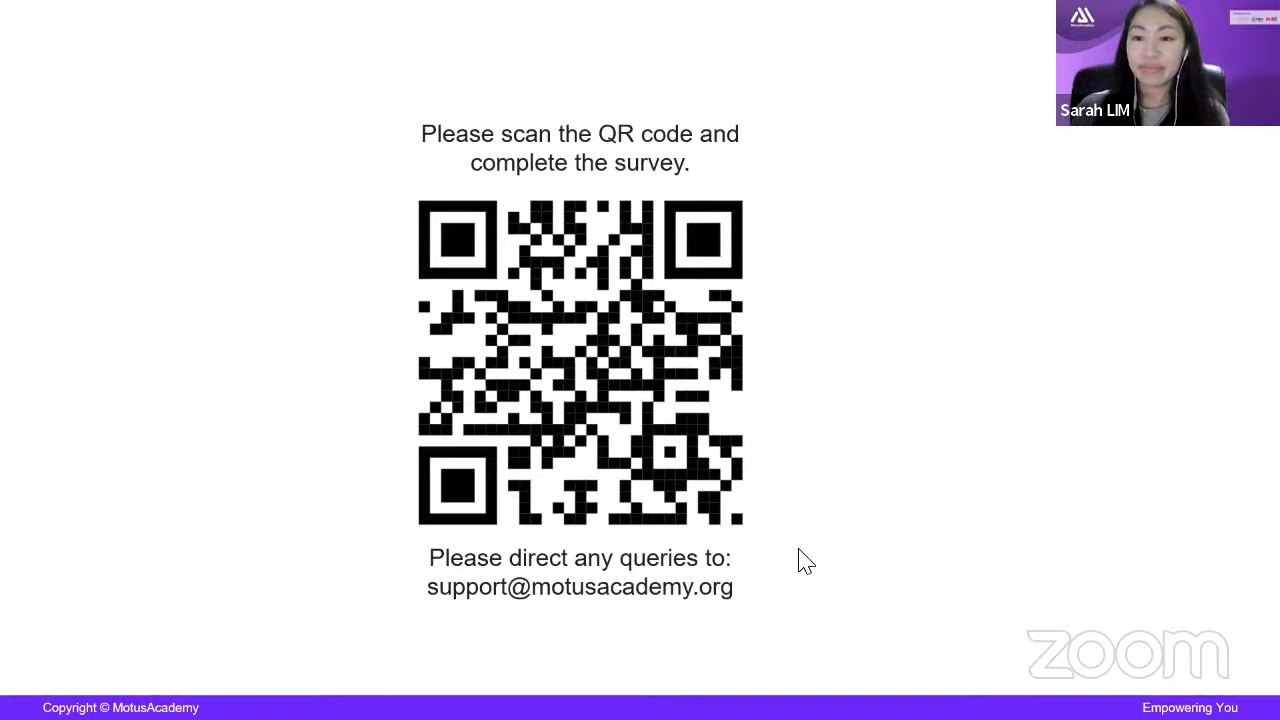 MotusAcademy
Sarah LIM
Please scan the QR code and
complete the survey.
Please direct any queries to:
support@motusacademy.org
zoom
Copyright © MotusAcademy
Empowering You